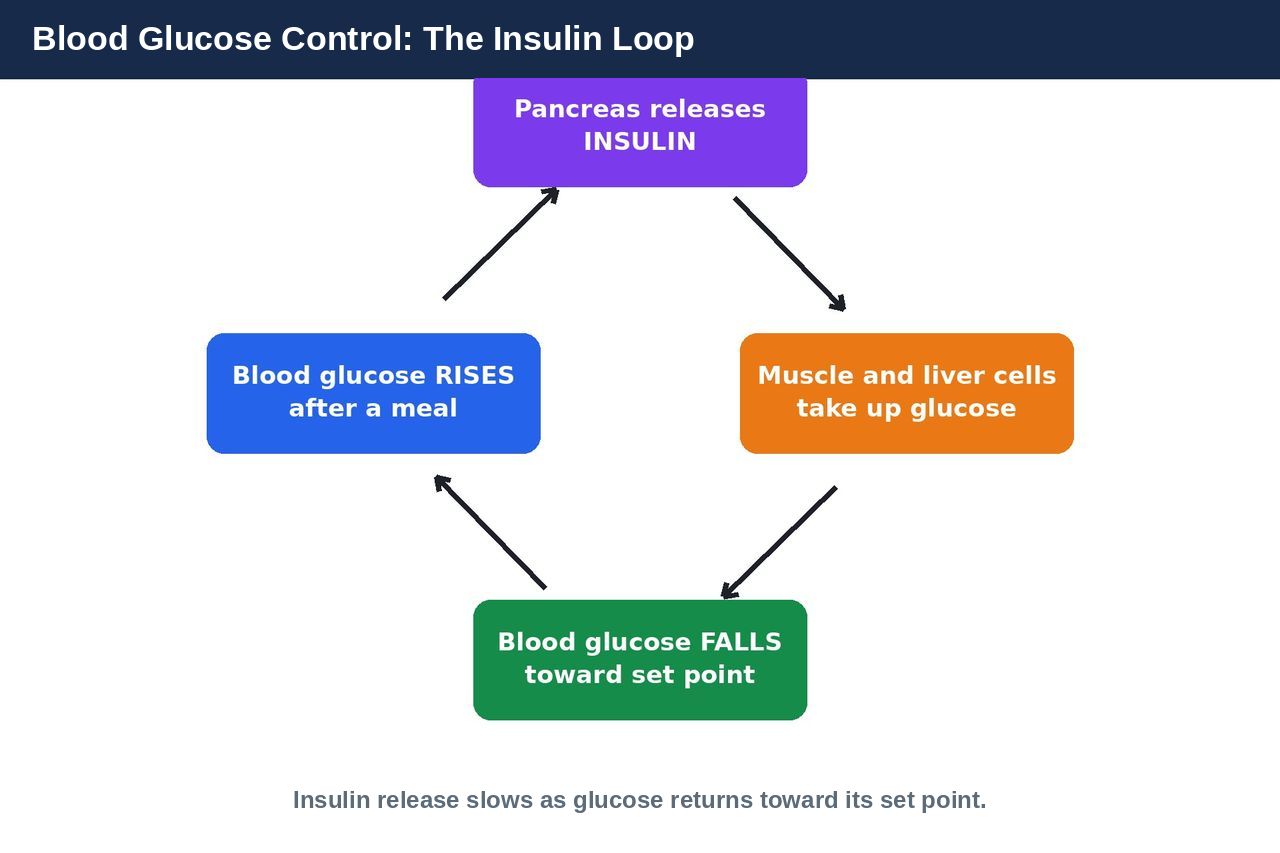 Blood Glucose Control: The Insulin Loop
Pancreas releases
INSULIN
Blood glucose RISES
after a meal
Muscle and liver cells
take up glucose
Blood glucose FALLS
toward set point
Insulin release slows as glucose returns toward its set point.